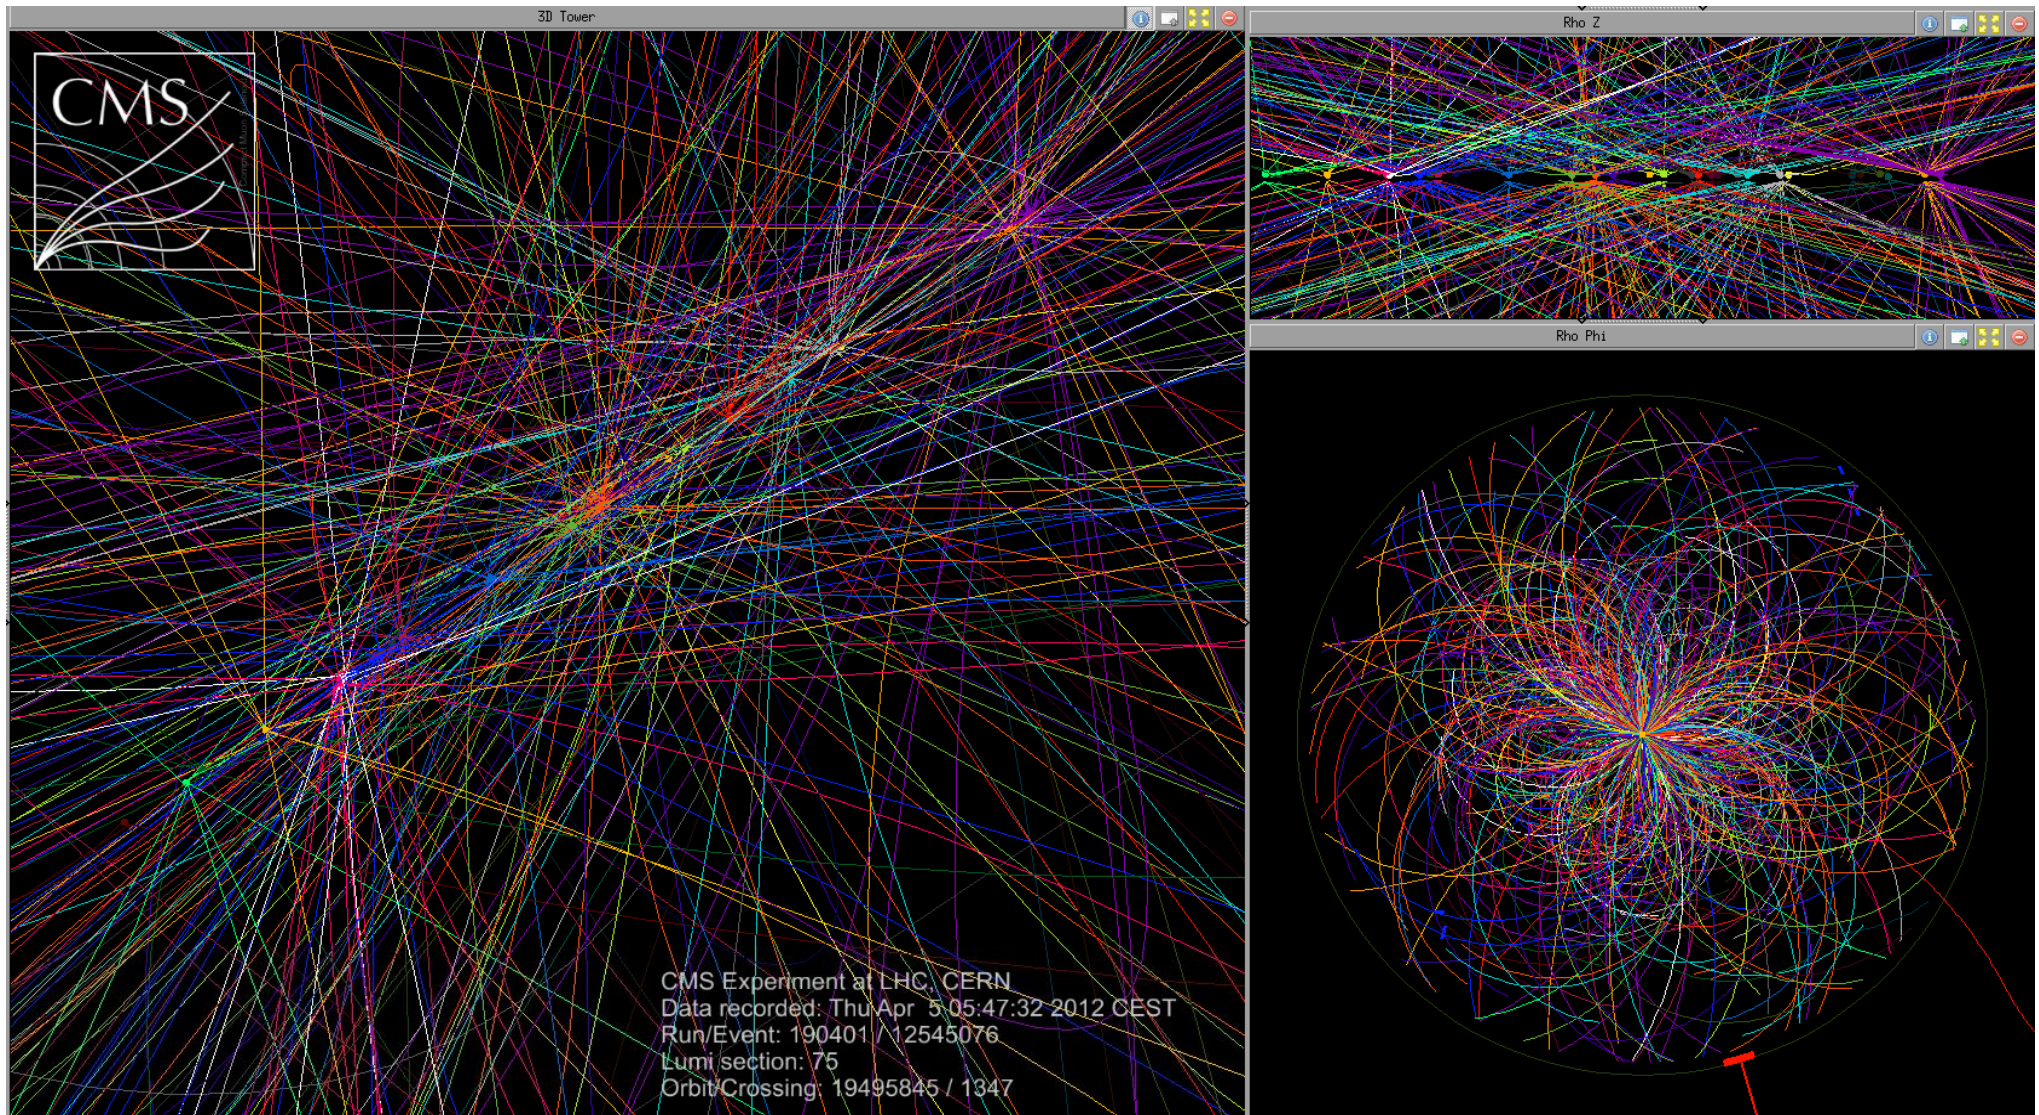 3D Tower
Rho Z
CMS
Rho Phi
CMS Experiment at LHC, CERN
Data recorded: Thu Apr 5 05:47:32 2012 CEST
Run/Event: 190401 / 12545076
Lumi section: 75
Orbit/Crossing: 19495845 / 1347